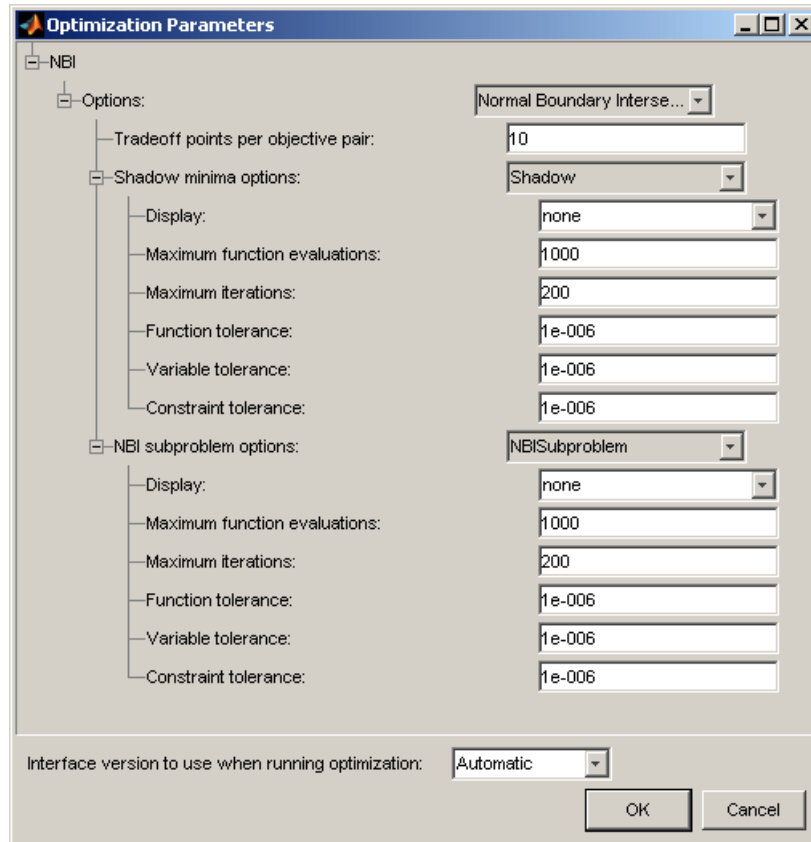 Optimization Parameters
NBI
Options: Normal Boundary Interse...
Tradeoff points per objective pair: 10
Shadow minima options: Shadow
Display: none
Maximum function evaluations: 1000
Maximum iterations: 200
Function tolerance: 1e-006
Variable tolerance: 1e-006
Constraint tolerance: 1e-006
NBI subproblem options: NBISubproblem
Display: none
Maximum function evaluations: 1000
Maximum iterations: 200
Function tolerance: 1e-006
Variable tolerance: 1e-006
Constraint tolerance: 1e-006
Interface version to use when running optimization: Automatic
OK Cancel